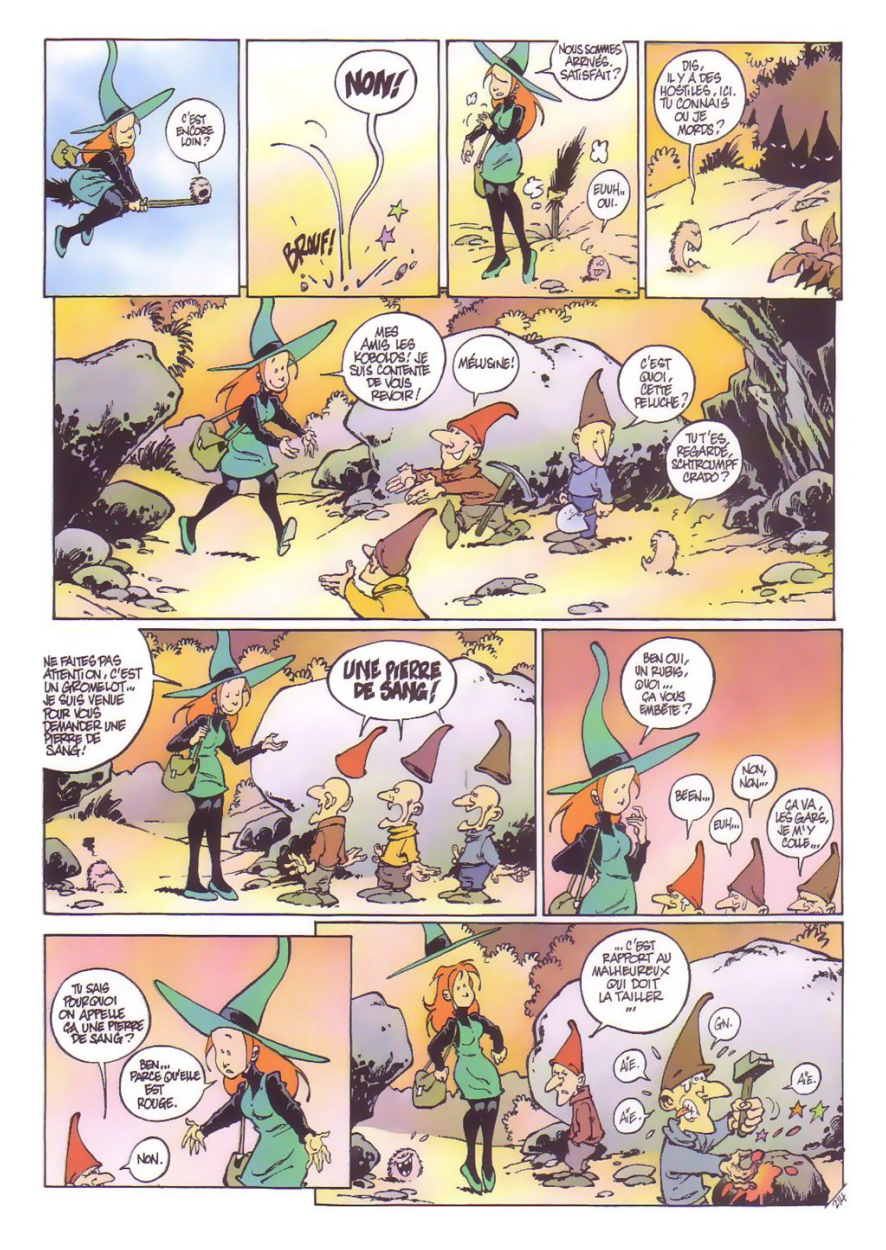 C'EST
ENCORE
LOIN ?
NON !
BROUF !
NOUS SOMMES
ARRIVÉS.
SATISFAIT ?
EUUH..
OUI.
DIS,
IL Y A DES
HOSTILES, ICI.
TU CONNAIS
OU JE
MORDS ?
MES
AMIS LES
KOBOLDS ! JE
SUIS CONTENTE
DE VOUS
REVOIR !
MÉLUSINE !
C'EST
QUOI,
CETTE
PELUCHE ?
TU T'ES
REGARDÉ,
SCHTROUMPF
CRADO ?
NE FAITES PAS
ATTENTION, C'EST
UN GROMELOT...
JE SUIS VENUE
POUR VOUS
DEMANDER UNE
PIERRE DE
SANG !
UNE PIERRE
DE SANG !
BEN OUI,
UN RUBIS,
QUOI...
ÇA VOUS
EMBÊTE ?
BEEN...
EUH...
NON,
NON...
ÇA VA,
LES GARS,
JE M'Y
COLLE...
TU SAIS
POURQUOI
ON APPELLE
ÇA UNE PIERRE
DE SANG ?
BEN...
PARCE QU'ELLE
EST
ROUGE.
NON.
... C'EST
RAPPORT AU
MALHEUREUX
QUI DOIT
LA TAILLER
...
GN.
AÏE.
AÏE.
AÏE.